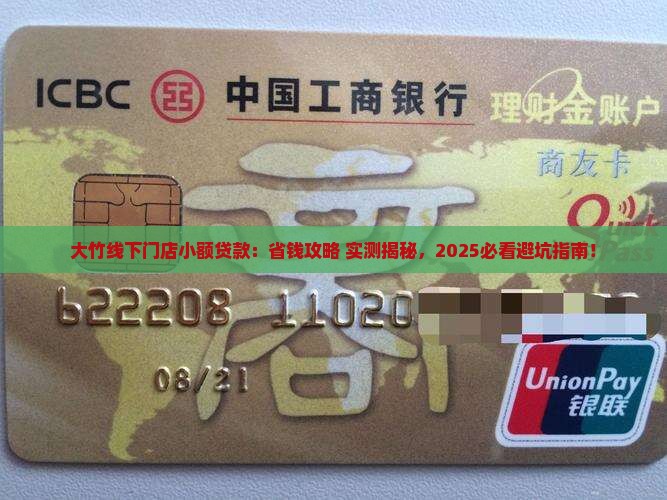 ICBC 中国工商银行 理财金账户
商友卡
Quick
大竹线下门店小额贷款：省钱攻略 实测揭秘，2025必看避坑指南！
622208 11020
商
08/21
UnionPay
银联